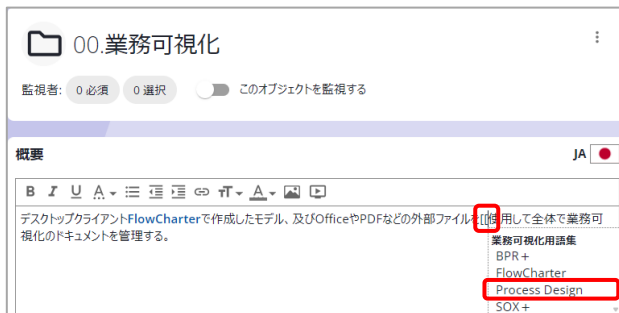 00.業務可視化
監視者: 0 必須 0 選択 このオブジェクトを監視する
概要 JA
B I U A T A
デスクトップクライアントFlowCharterで作成したモデル、及びOfficeやPDFなどの外部ファイルを[[使用して全体で業務可
視化のドキュメントを管理する。
業務可視化用語集
BPR+
FlowCharter
Process Design
SOX+